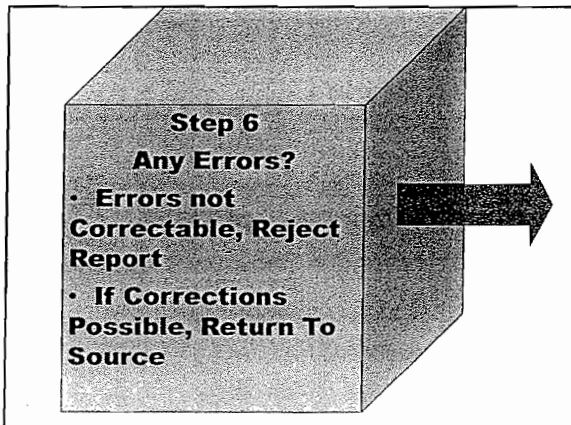 Step 6
Any Errors?
• Errors not
Correctable, Reject
Report
• If Corrections
Possible, Return To
Source